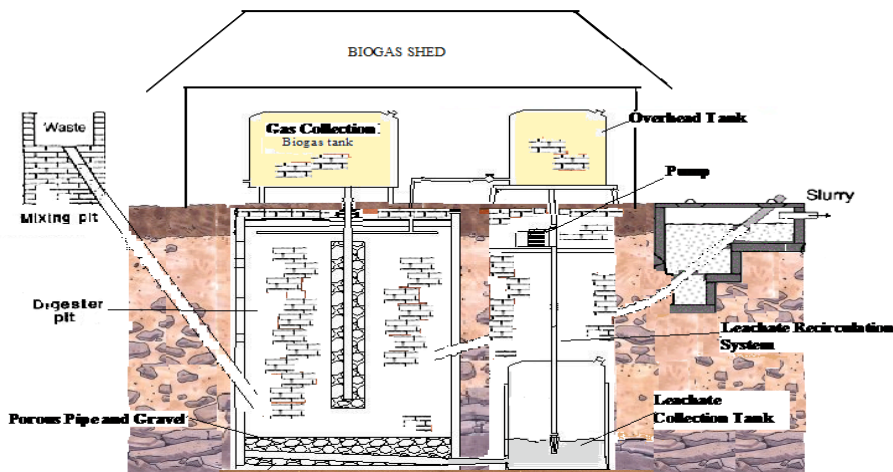 BIOGAS SHED
Waste
Gas Collection
Biogas tank
Overhead Tank
Pump
Slurry
Mixing pit
Digester
pit
Leachate Recirculation
System
Leachate
Collection Tank
Porous Pipe and Gravel